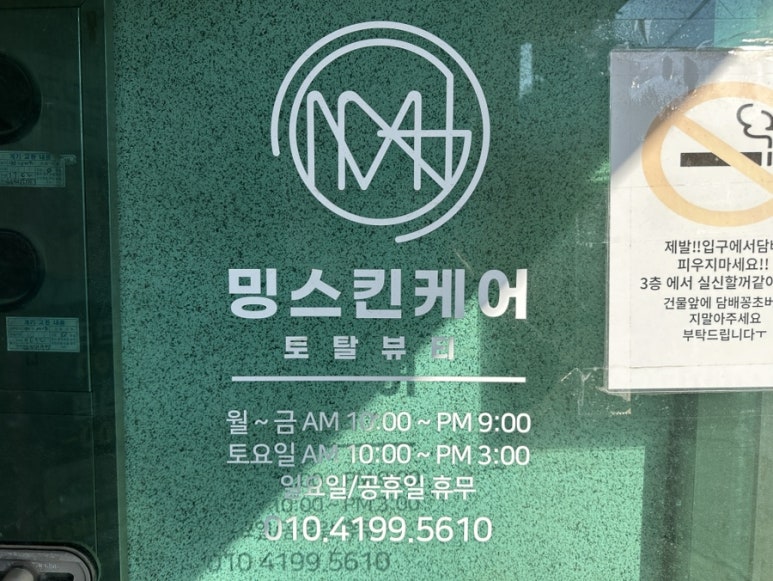 밍스킨케어
토탈뷰티
월 ~ 금 AM 10:00 ~ PM 9:00
토요일 AM 10:00 ~ PM 3:00
일요일/공휴일 휴무
010.4199.5610
제발!!입구에서담배
피우지마세요!!
3층 에서 실신할꺼같아
건물앞에 담배꽁초버
지말아주세요
부탁드립니다ㅜ